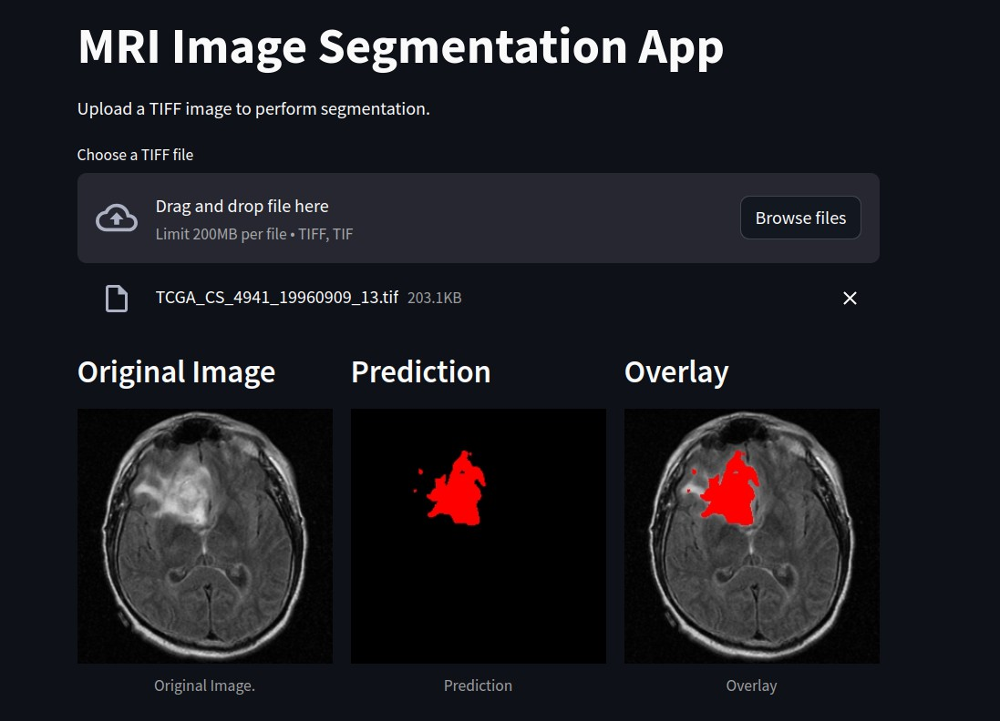 MRI Image Segmentation App
Upload a TIFF image to perform segmentation.
Choose a TIFF file
Drag and drop file here
Limit 200MB per file • TIFF, TIF
Browse files
TCGA_CS_4941_19960909_13.tif 203.1KB
Original Image
Prediction
Overlay
Original Image.
Prediction
Overlay